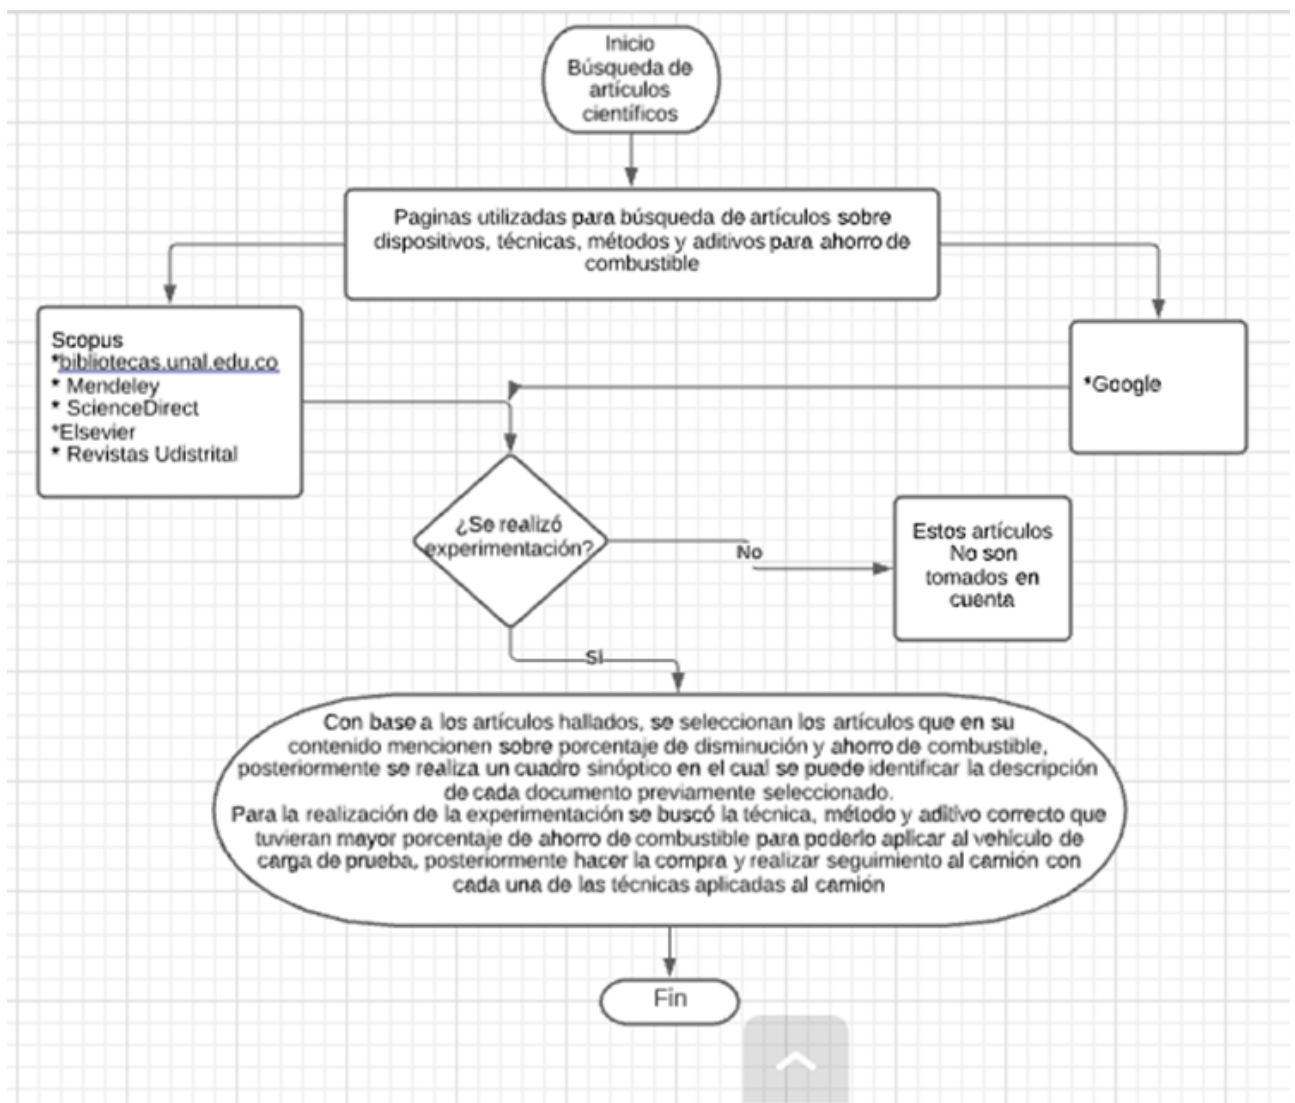 Inicio
Búsqueda de
artículos
científicos
Paginas utilizadas para búsqueda de artículos sobre
dispositivos, técnicas, métodos y aditivos para ahorro de
combustible
Scopus
*bibliotecas.unal.edu.co
* Mendeley
* ScienceDirect
*Elsevier
* Revistas Udistrital
*Google
¿Se realizó
experimentación?
No
Estos artículos
No son
tomados en
cuenta
Si
Con base a los artículos hallados, se seleccionan los artículos que en su
contenido mencionen sobre porcentaje de disminución y ahorro de combustible,
posteriormente se realiza un cuadro sinóptico en el cual se puede identificar la descripción
de cada documento previamente seleccionado.
Para la realización de la experimentación se buscó la técnica, método y aditivo correcto que
tuvieran mayor porcentaje de ahorro de combustible para poderlo aplicar al vehículo de
carga de prueba, posteriormente hacer la compra y realizar seguimiento al camión con
cada una de las técnicas aplicadas al camión
Fin